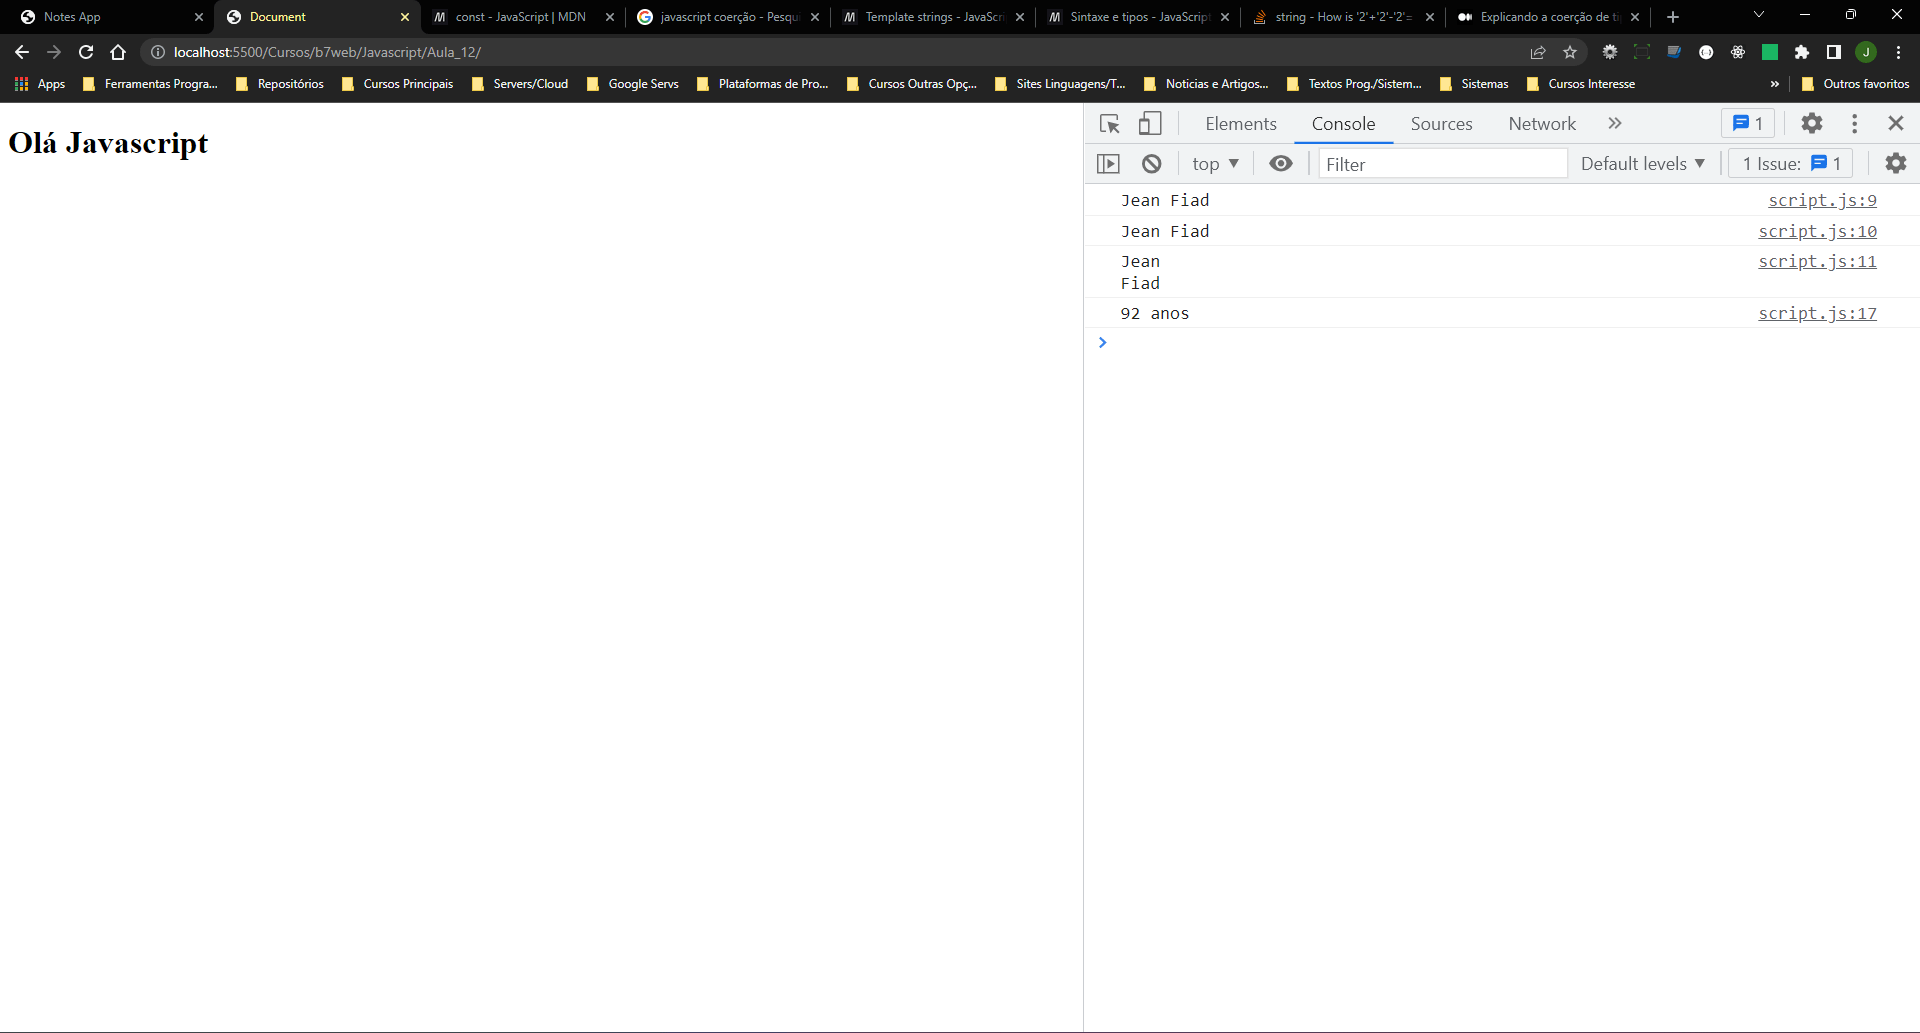 Notes App
Document
const - JavaScript | MDN
javascript coerção - Pesqui
Template strings - JavaScri
Sintaxe e tipos - JavaScript
string - How is '2'+'2'-'2'=
Explicando a coerção de ti
localhost:5500/Cursos/b7web/Javascript/Aula_12/
J
Apps
Ferramentas Progra...
Repositórios
Cursos Principais
Servers/Cloud
Google Servs
Plataformas de Pro...
Cursos Outras Opç...
Sites Linguagens/T...
Noticias e Artigos...
Textos Prog./Sistem...
Sistemas
Cursos Interesse
»
Outros favoritos
Olá Javascript
Elements Console Sources Network » 1
top Filter Default levels 1 Issue: 1
Jean Fiad script.js:9
Jean Fiad script.js:10
Jean script.js:11
Fiad
92 anos script.js:17